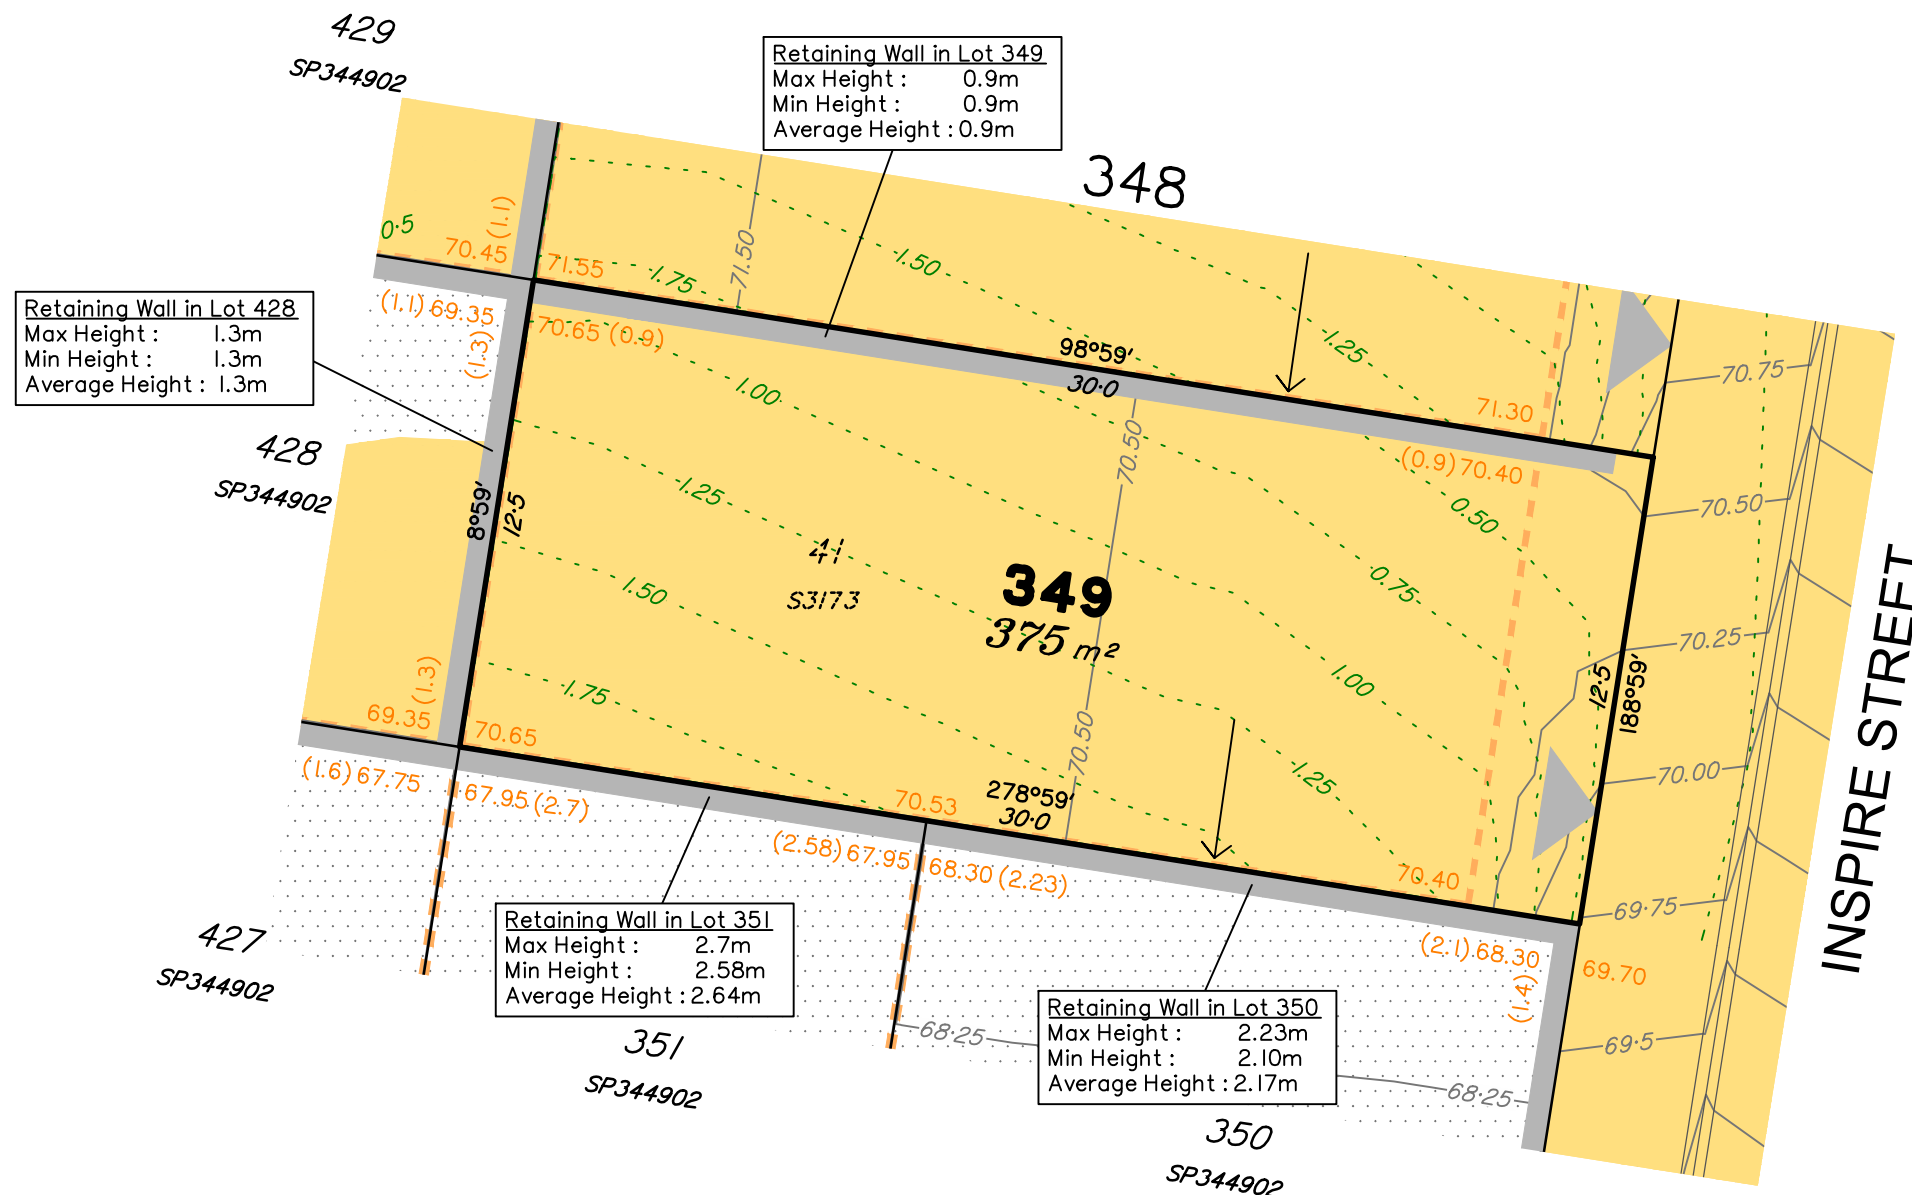 429
SP344902
Retaining Wall in Lot 349
Max Height : 0.9m
Min Height : 0.9m
Average Height : 0.9m
348
0·5
(1.1)
70.45
71.55
1.75
71.50
1.50
1.25
Retaining Wall in Lot 428
Max Height : 1.3m
Min Height : 1.3m
Average Height : 1.3m
(1.1) 69.35
(1.3)
70.65 (0.9)
98°59'
30·0
71.30
70.75
1.00
70.50
(0.9) 70.40
0.50
70.50
428
SP344902
8°59'
12·5
1.25
41
S3173
349
375 m²
0.75
1.50
1.00
70.25
12·5
188°59'
INSPIRE STREET
(1.3)
69.35
70.65
1.75
70.50
1.25
70.00
(1.6) 67.75
67.95 (2.7)
70.53
278°59'
30·0
(2.58) 67.95
68.30 (2.23)
70.40
69.75
427
SP344902
Retaining Wall in Lot 351
Max Height : 2.7m
Min Height : 2.58m
Average Height : 2.64m
(2.1) 68.30
(1.4)
69.70
351
SP344902
68·25
Retaining Wall in Lot 350
Max Height : 2.23m
Min Height : 2.10m
Average Height : 2.17m
68·25
69·5
350
SP344902